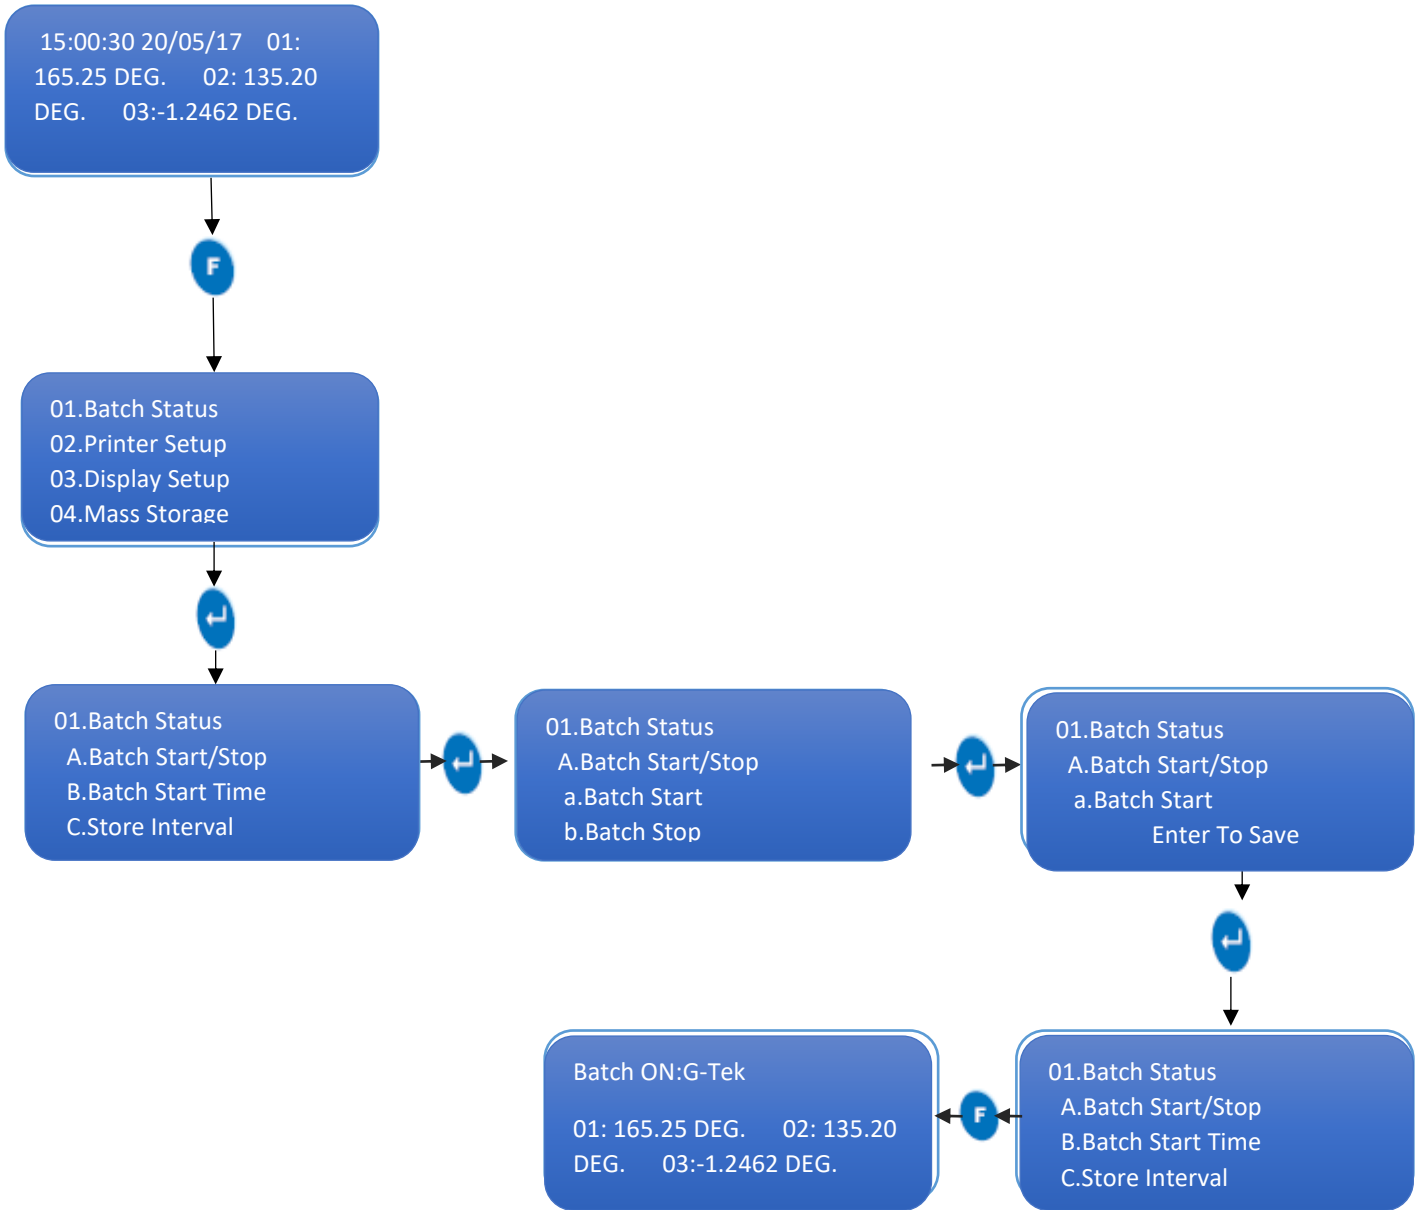 15:00:30 20/05/17 01:
165.25 DEG. 02: 135.20
DEG. 03:-1.2462 DEG.
F
01.Batch Status
02.Printer Setup
03.Display Setup
04.Mass Storage
01.Batch Status
A.Batch Start/Stop
B.Batch Start Time
C.Store Interval
01.Batch Status
A.Batch Start/Stop
a.Batch Start
b.Batch Stop
01.Batch Status
A.Batch Start/Stop
a.Batch Start
Enter To Save
01.Batch Status
A.Batch Start/Stop
B.Batch Start Time
C.Store Interval
F
Batch ON:G-Tek
01: 165.25 DEG. 02: 135.20
DEG. 03:-1.2462 DEG.